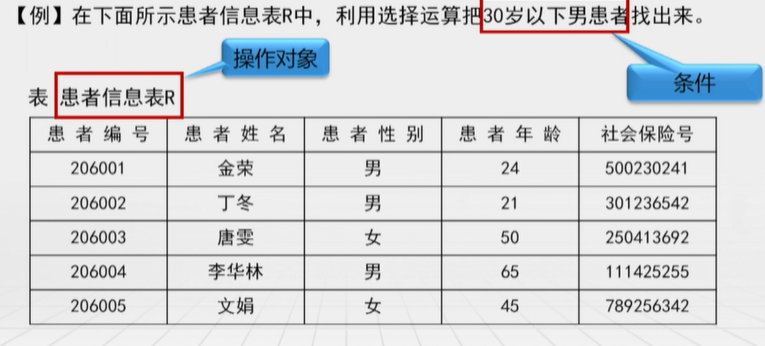 【例】在下面所示患者信息表R中，利用选择运算把30岁以下男患者找出来。
操作对象
条件
表 患者信息表R
患者编号 患者姓名 患者性别 患者年龄 社会保险号
206001 金荣 男 24 500230241
206002 丁冬 男 21 301236542
206003 唐雯 女 50 250413692
206004 李华林 男 65 111425255
206005 文娟 女 45 789256342